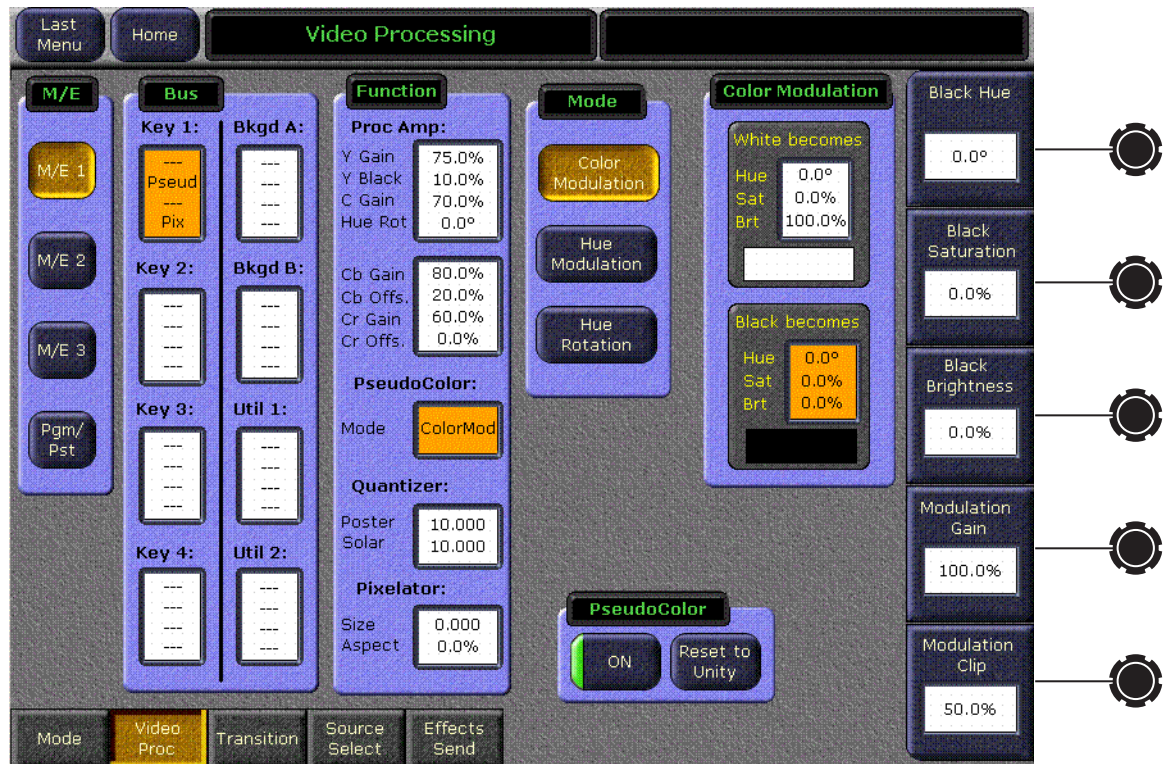 Last
Menu
Home
Video Processing
M/E
M/E 1
M/E 2
M/E 3
Pgm/
Pst
Bus
Key 1:
---
Pseud
---
Pix
Bkgd A:
---
---
---
---
Key 2:
---
---
---
---
Bkgd B:
---
---
---
---
Key 3:
---
---
---
---
Util 1:
---
---
---
---
Key 4:
---
---
---
---
Util 2:
---
---
---
---
Function
Proc Amp:
Y Gain 75.0%
Y Black 10.0%
C Gain 70.0%
Hue Rot 0.0°
Cb Gain 80.0%
Cb Offs. 20.0%
Cr Gain 60.0%
Cr Offs. 0.0%
PseudoColor:
Mode ColorMod
Quantizer:
Poster 10.000
Solar 10.000
Pixelator:
Size 0.000
Aspect 0.0%
Mode
Color
Modulation
Hue
Modulation
Hue
Rotation
PseudoColor
ON
Reset to
Unity
Color Modulation
White becomes
Hue 0.0°
Sat 0.0%
Brt 100.0%
Black becomes
Hue 0.0°
Sat 0.0%
Brt 0.0%
Black Hue
0.0°
Black
Saturation
0.0%
Black
Brightness
0.0%
Modulation
Gain
100.0%
Modulation
Clip
50.0%
Mode
Video
Proc
Transition
Source
Select
Effects
Send